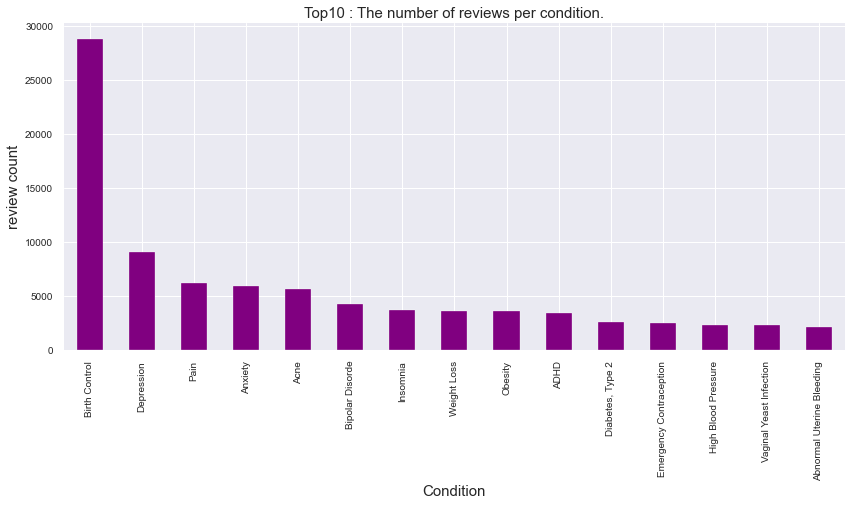 Top10 : The number of reviews per condition.
review count
30000
25000
20000
15000
10000
5000
0
Birth Control
Depression
Pain
Anxiety
Acne
Bipolar Disorde
Insomnia
Weight Loss
Obesity
ADHD
Diabetes, Type 2
Emergency Contraception
High Blood Pressure
Vaginal Yeast Infection
Abnormal Uterine Bleeding
Condition